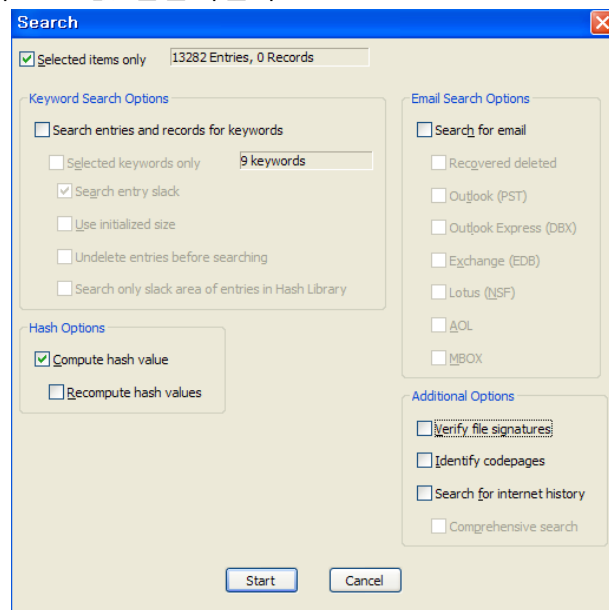 Search
Selected items only
13282 Entries, 0 Records
Keyword Search Options
Search entries and records for keywords
Selected keywords only
9 keywords
Search entry slack
Use initialized size
Undelete entries before searching
Search only slack area of entries in Hash Library
Hash Options
Compute hash value
Recompute hash values
Email Search Options
Search for email
Recovered deleted
Outlook (PST)
Outlook Express (DBX)
Exchange (EDB)
Lotus (NSF)
AOL
MBOX
Additional Options
Verify file signatures
Identify codepages
Search for internet history
Comprehensive search
Start
Cancel